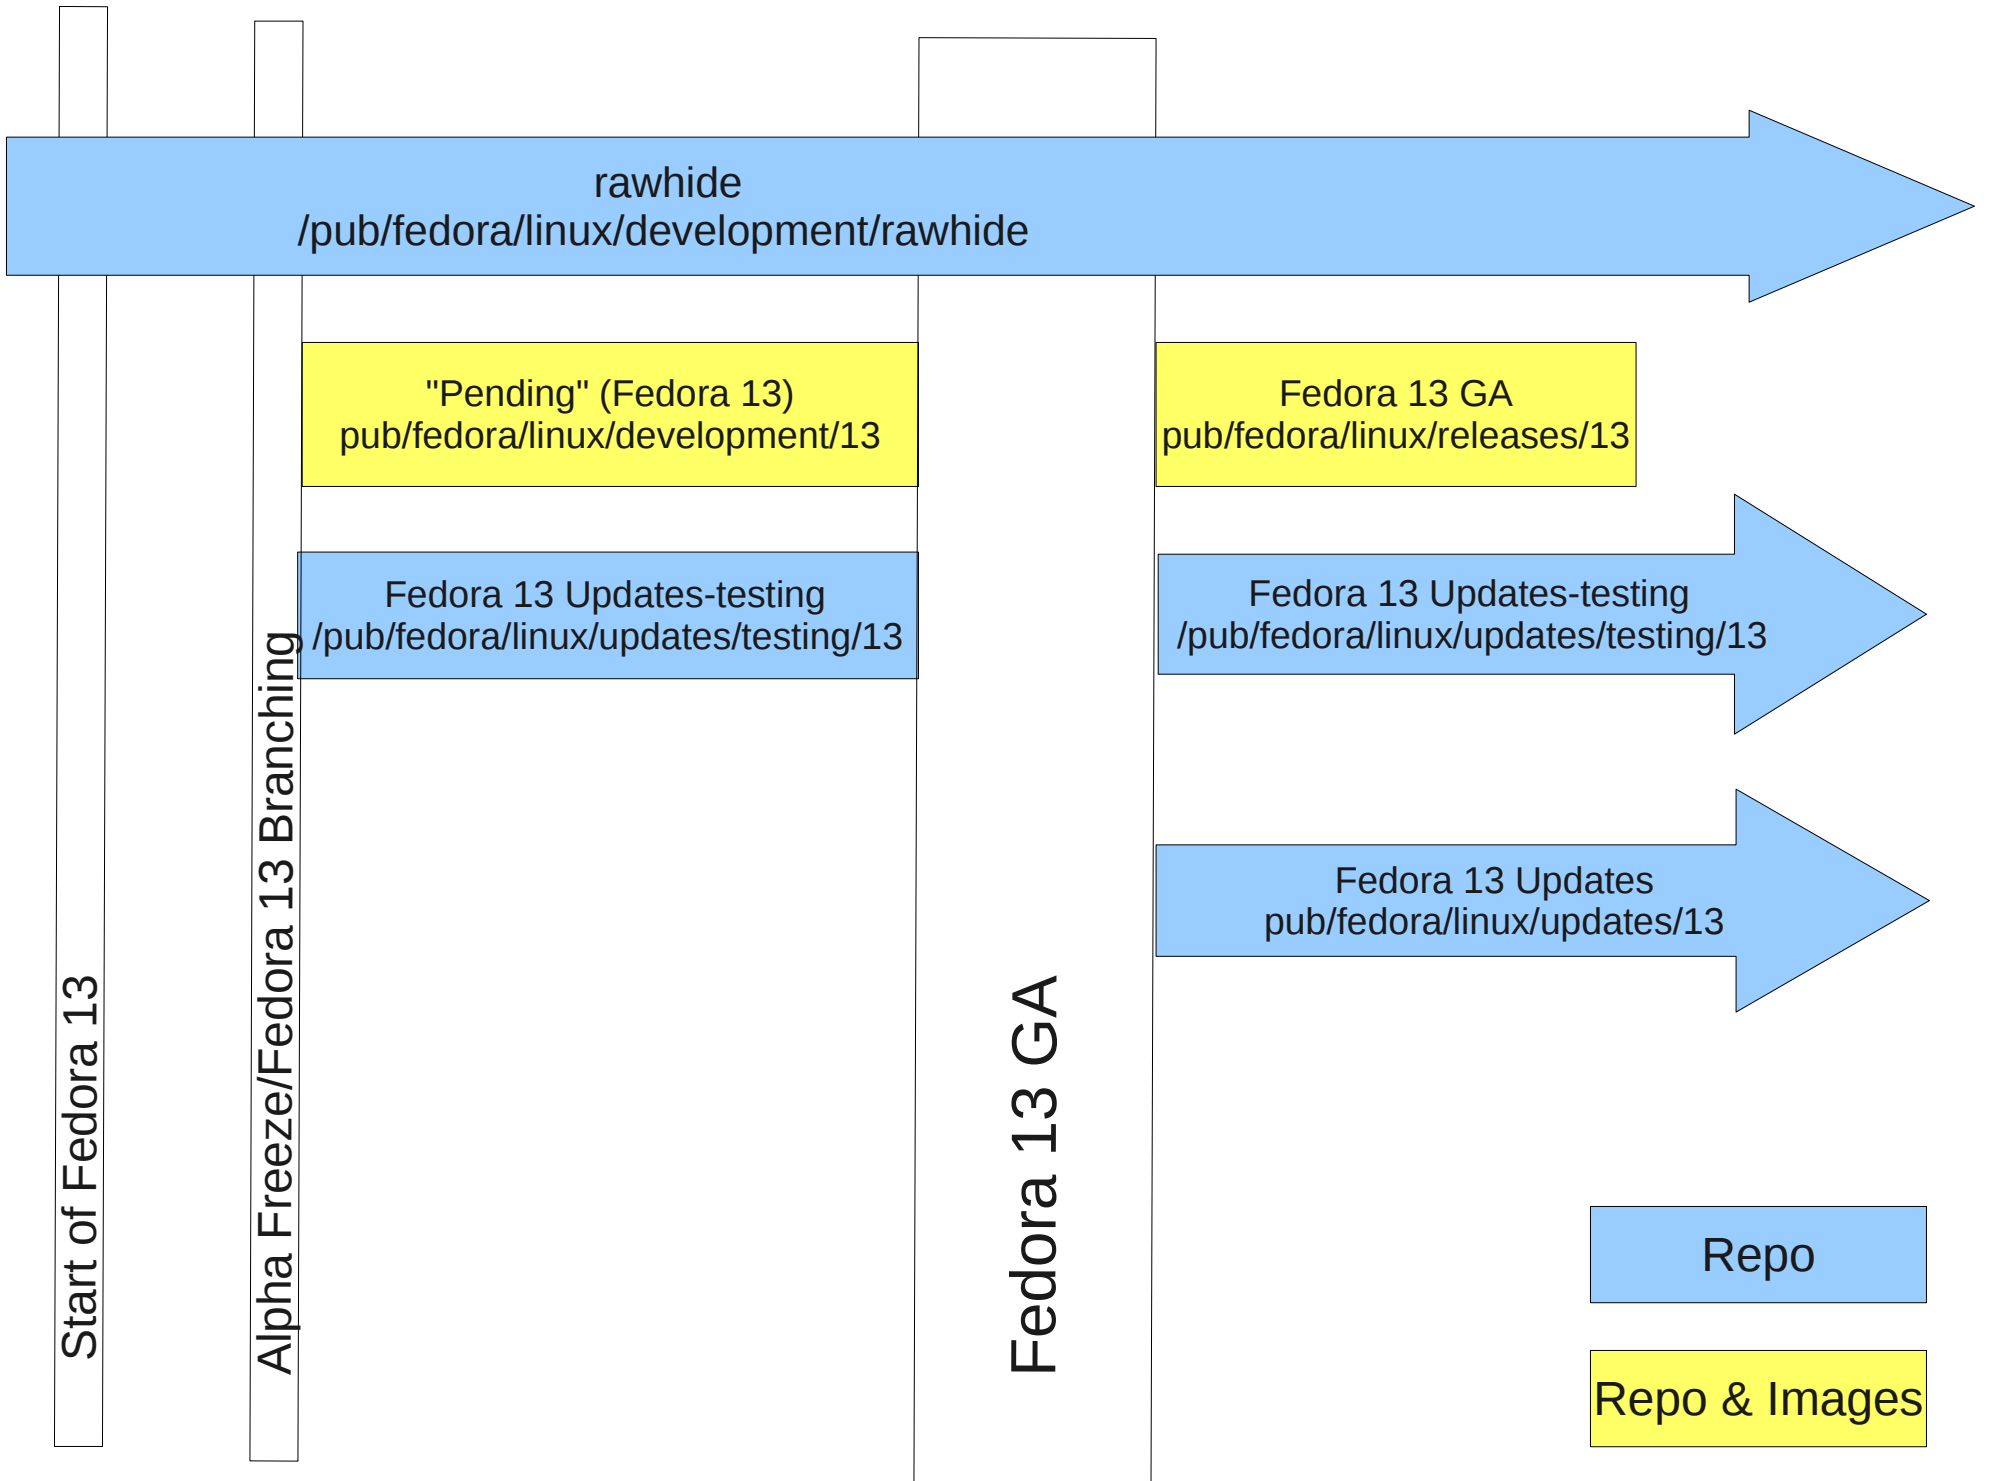 rawhide
/pub/fedora/linux/development/rawhide
"Pending" (Fedora 13)
pub/fedora/linux/development/13
Fedora 13 GA
pub/fedora/linux/releases/13
Fedora 13 Updates-testing
/pub/fedora/linux/updates/testing/13
Fedora 13 Updates-testing
/pub/fedora/linux/updates/testing/13
Fedora 13 Updates
pub/fedora/linux/updates/13
Start of Fedora 13
Alpha Freeze/Fedora 13 Branching
Fedora 13 GA
Repo
Repo & Images